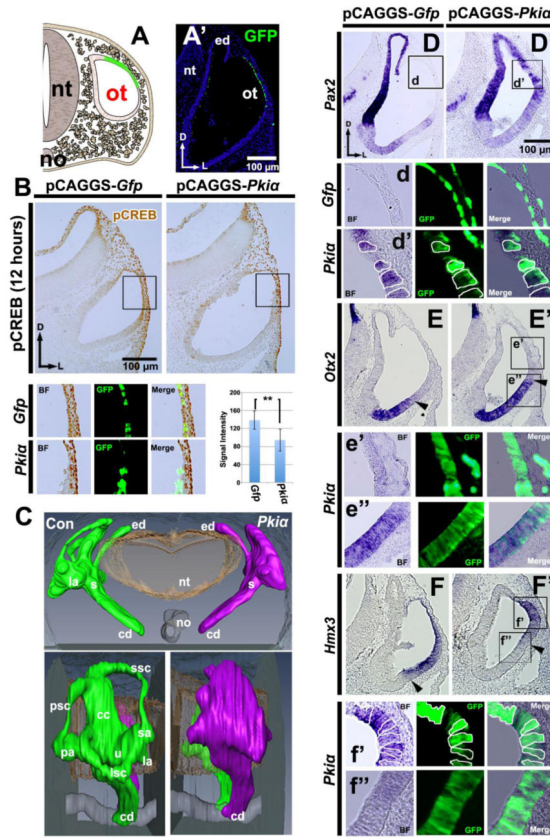 A
nt
ot
no
A'
GFP
ed
nt
ot
D
L
100 µm
B
pCAGGS-Gfp
pCAGGS-Pkiα
pCREB
pCREB (12 hours)
D
L
100 µm
BF
GFP
Merge
Gfp
Pkiα
BF
GFP
Merge
Signal Intensity
200
160
120
80
40
0
**
Gfp
Pkiα
C
Con
Pkiα
ed
ed
la
s
nt
s
no
cd
cd
ssc
psc
cc
sa
pa
u
la
lsc
cd
cd
pCAGGS-Gfp
pCAGGS-Pkiα
Pax2
D
D'
d
d'
D
L
100 µm
Gfp
d
BF
GFP
Merge
Pkiα
d'
BF
GFP
Merge
Otx2
E
E'
e'
e''
Pkiα
e'
BF
GFP
Merge
e''
BF
GFP
Merge
Hmx3
F
F'
f'
f''
Pkiα
f'
BF
GFP
Merge
f''
BF
GFP
Merge